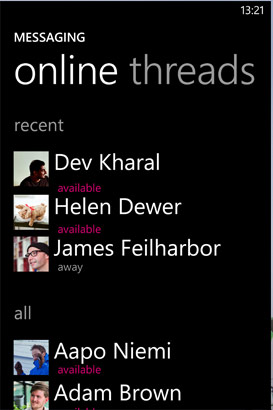 13:21
MESSAGING
online threads
recent
Dev Kharal
available
Helen Dewer
available
James Feilharbor
away
all
Aapo Niemi
available
Adam Brown